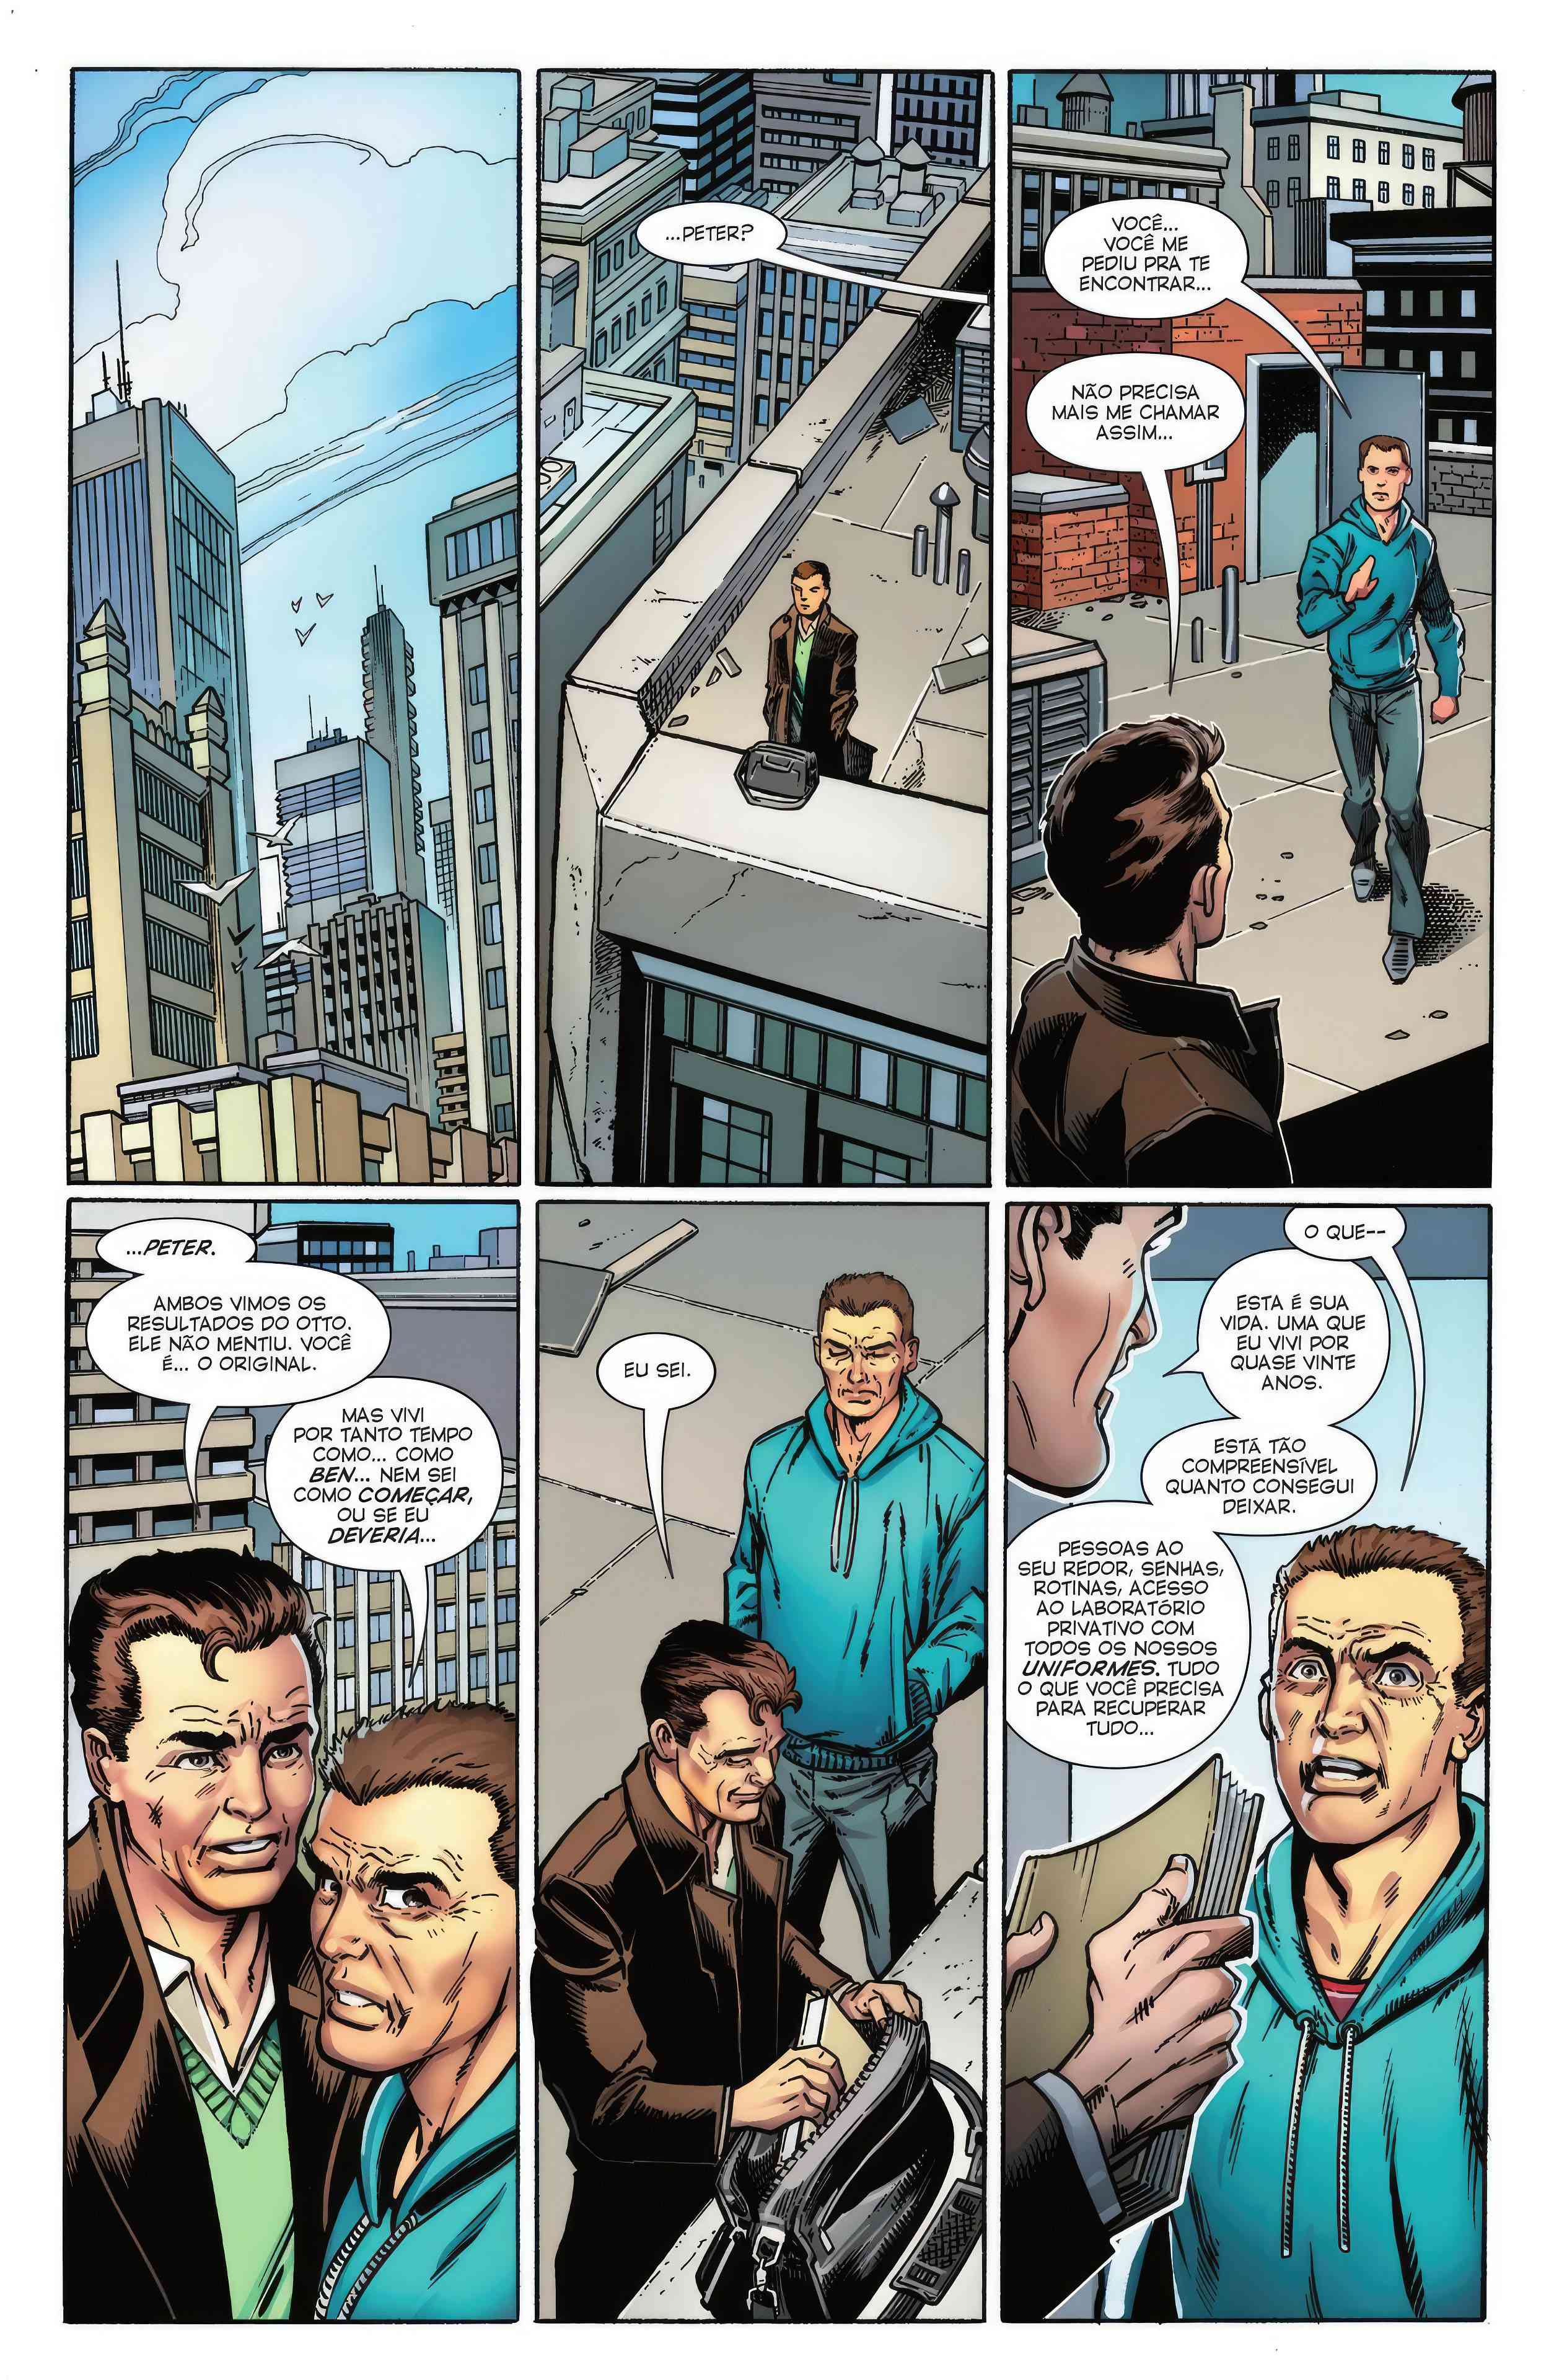 ...PETER?
VOCÊ...
VOCÊ ME
PEDIU PRA TE
ENCONTRAR...
NÃO PRECISA
MAIS ME CHAMAR
ASSIM...
...PETER.
AMBOS VIMOS OS
RESULTADOS DO OTTO.
ELE NÃO MENTIU. VOCÊ
É... O ORIGINAL.
MAS VIVI
POR TANTO TEMPO
COMO... COMO
BEN... NEM SEI
COMO COMEÇAR,
OU SE EU
DEVERIA...
EU SEI.
O QUE--
ESTA É SUA
VIDA. UMA QUE
EU VIVI POR
QUASE VINTE
ANOS.
ESTÁ TÃO
COMPREENSÍVEL
QUANTO CONSEGUI
DEIXAR.
PESSOAS AO
SEU REDOR, SENHAS,
ROTINAS, ACESSO
AO LABORATÓRIO
PRIVATIVO COM
TODOS OS NOSSOS
UNIFORMES. TUDO
O QUE VOCÊ PRECISA
PARA RECUPERAR
TUDO...